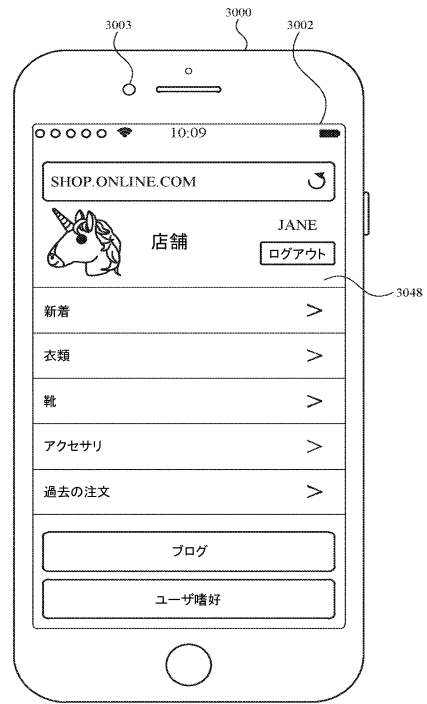 3003
3000
3002
10:09
SHOP.ONLINE.COM
店舗
JANE
ログアウト
3048
新着
>
衣類
>
靴
>
アクセサリ
>
過去の注文
>
ブログ
ユーザ嗜好